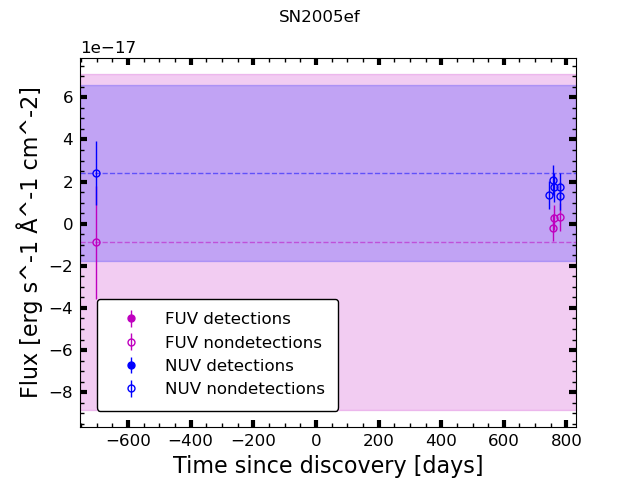 SN2005ef
1e−17
6
4
2
0
−2
−4
−6
−8
Flux [erg s^-1 Å^-1 cm^-2]
FUV detections
FUV nondetections
NUV detections
NUV nondetections
−600 −400 −200 0 200 400 600 800
Time since discovery [days]